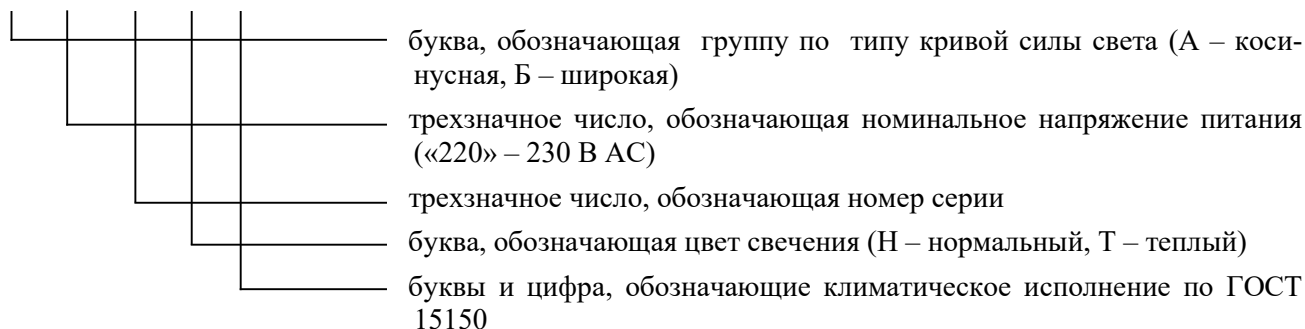 буква, обозначающая группу по типу кривой силы света (А – коси-
нусная, Б – широкая)
трехзначное число, обозначающая номинальное напряжение питания
(«220» – 230 В АС)
трехзначное число, обозначающая номер серии
буква, обозначающая цвет свечения (Н – нормальный, Т – теплый)
буквы и цифра, обозначающие климатическое исполнение по ГОСТ
15150